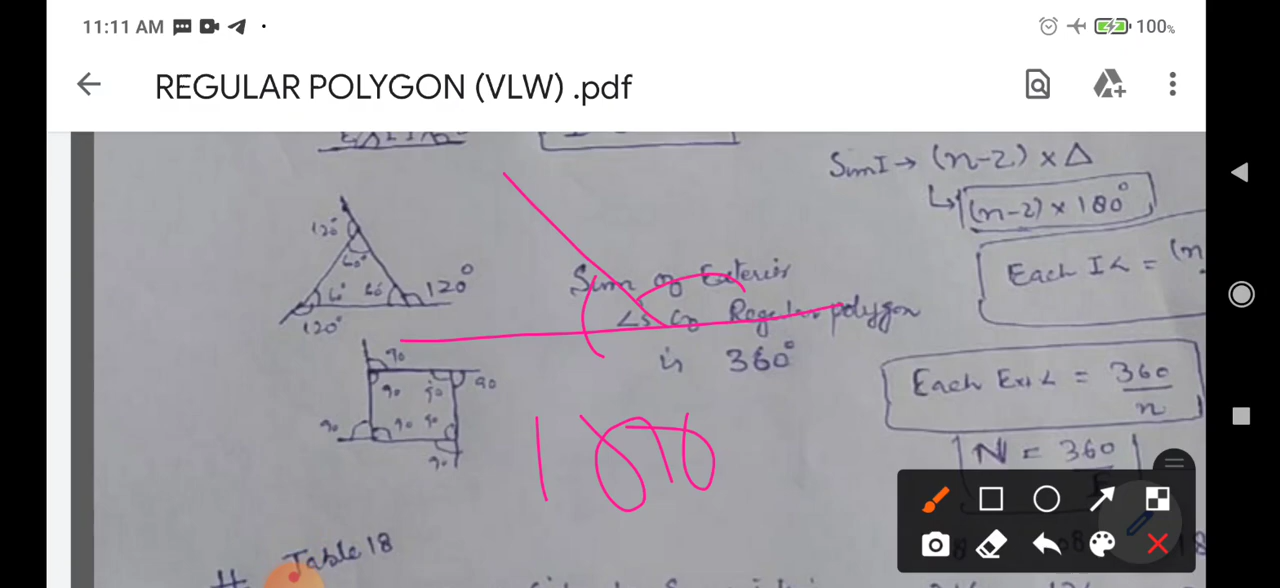 11:11 AM
100%
REGULAR POLYGON (VLW) .pdf
SumI → (n-2) × Δ
↳ (n-2) × 180°
Each I∠ = (n
120°
60°
60° 60
120°
120°
Sum of Exterior
∠s of Regular polygon
is 360°
Each Ext ∠ = 360/n
N = 360
90
90 90 90
90 90 90
90
180
# Table 18